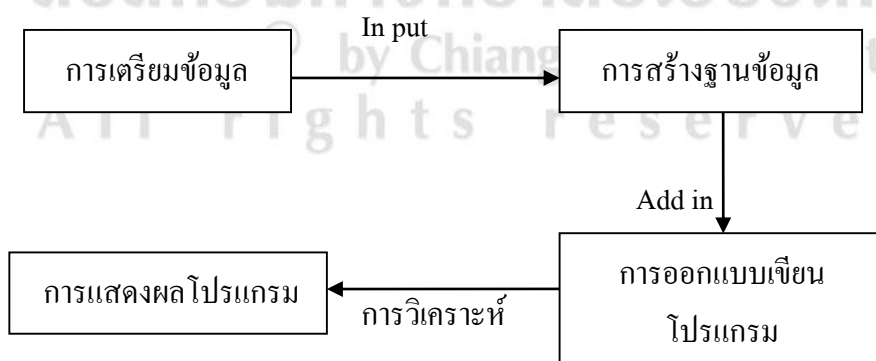 In put
การเตรียมข้อมูล
by Chiang
การสร้างฐานข้อมูล
All rights reserve
Add in
การออกแบบเขียน
โปรแกรม
การแสดงผลโปรแกรม
การวิเคราะห์